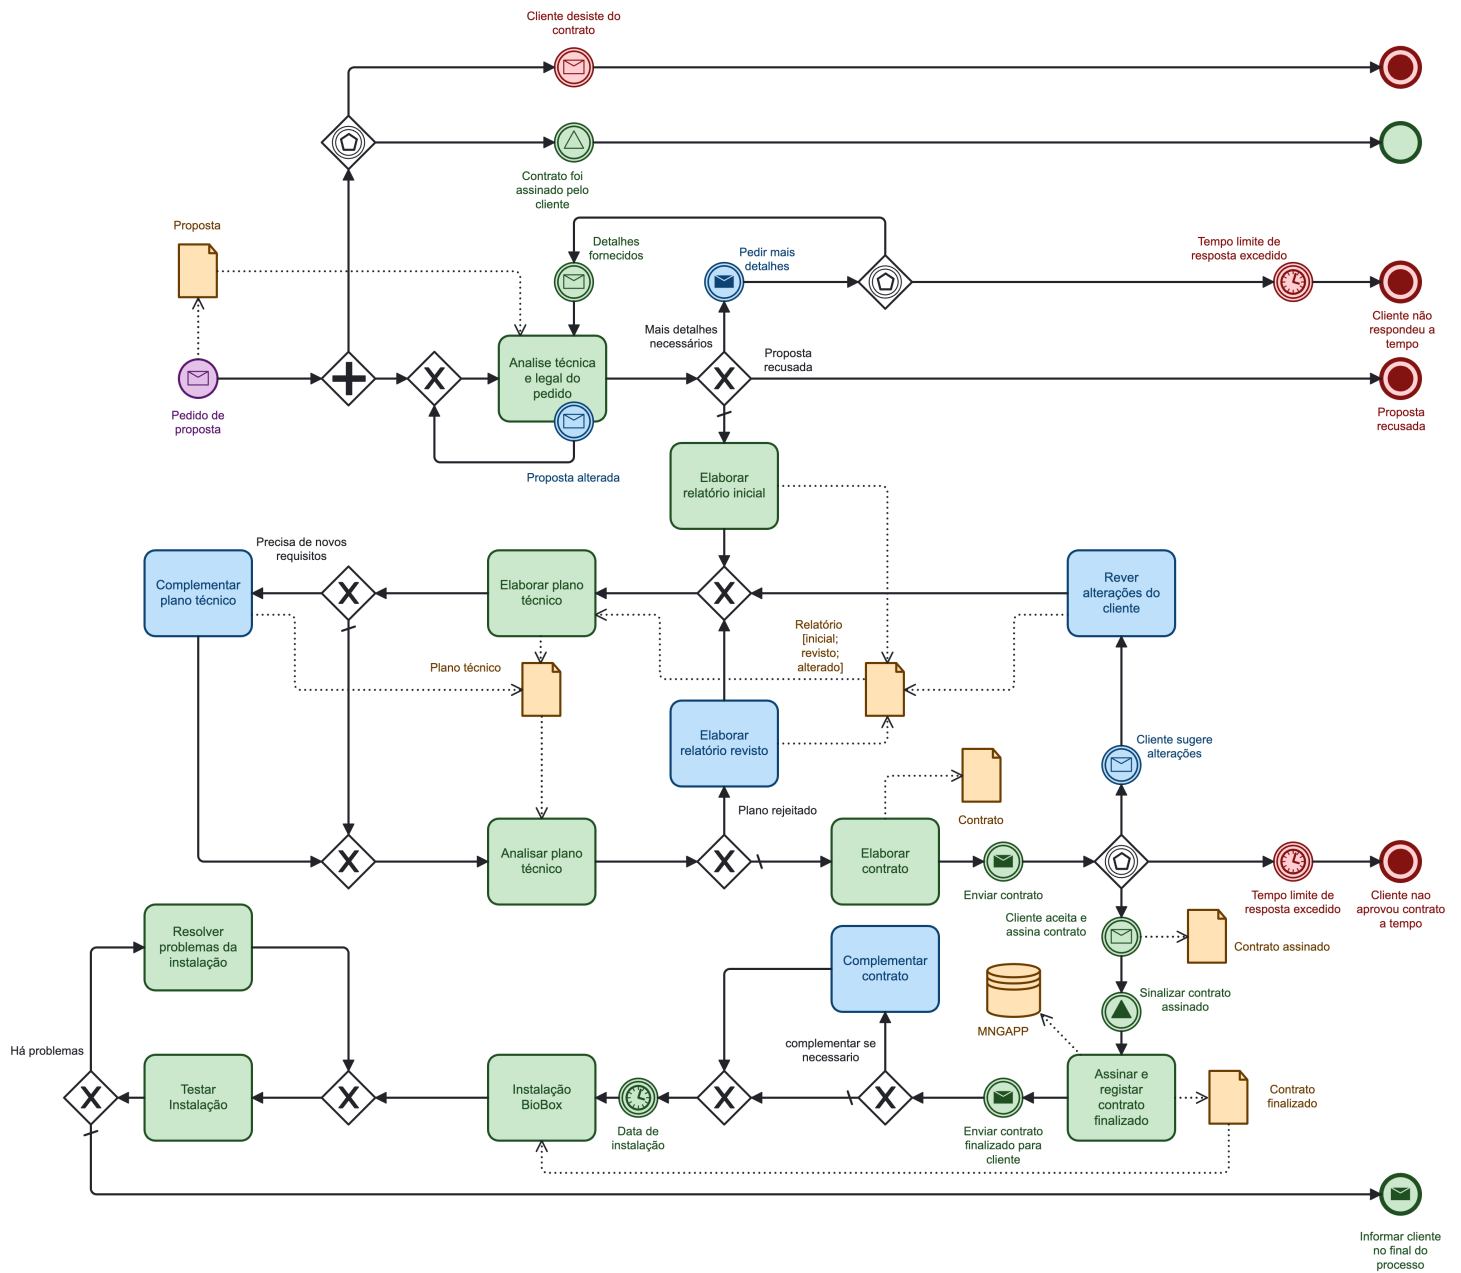 Cliente desiste do
contrato
Contrato foi
assinado pelo
cliente
Proposta
Detalhes
fornecidos
Pedir mais
detalhes
Tempo limite de
resposta excedido
Cliente não
respondeu a
tempo
Mais detalhes
necessários
Proposta
recusada
Analise técnica
e legal do
pedido
Pedido de
proposta
Proposta
recusada
Proposta alterada
Elaborar
relatório inicial
Precisa de novos
requisitos
Complementar
plano técnico
Elaborar plano
técnico
Rever
alterações do
cliente
Relatório
[inicial;
revisto;
alterado]
Plano técnico
Elaborar
relatório revisto
Cliente sugere
alterações
Plano rejeitado
Contrato
Analisar plano
técnico
Elaborar
contrato
Enviar contrato
Tempo limite de
resposta excedido
Cliente nao
aprovou contrato
a tempo
Cliente aceita e
assina contrato
Contrato assinado
Resolver
problemas da
instalação
Complementar
contrato
Sinalizar contrato
assinado
MNGAPP
complementar se
necessario
Há problemas
Testar
Instalação
Instalação
BioBox
Data de
instalação
Enviar contrato
finalizado para
cliente
Assinar e
registar
contrato
finalizado
Contrato
finalizado
Informar cliente
no final do
processo